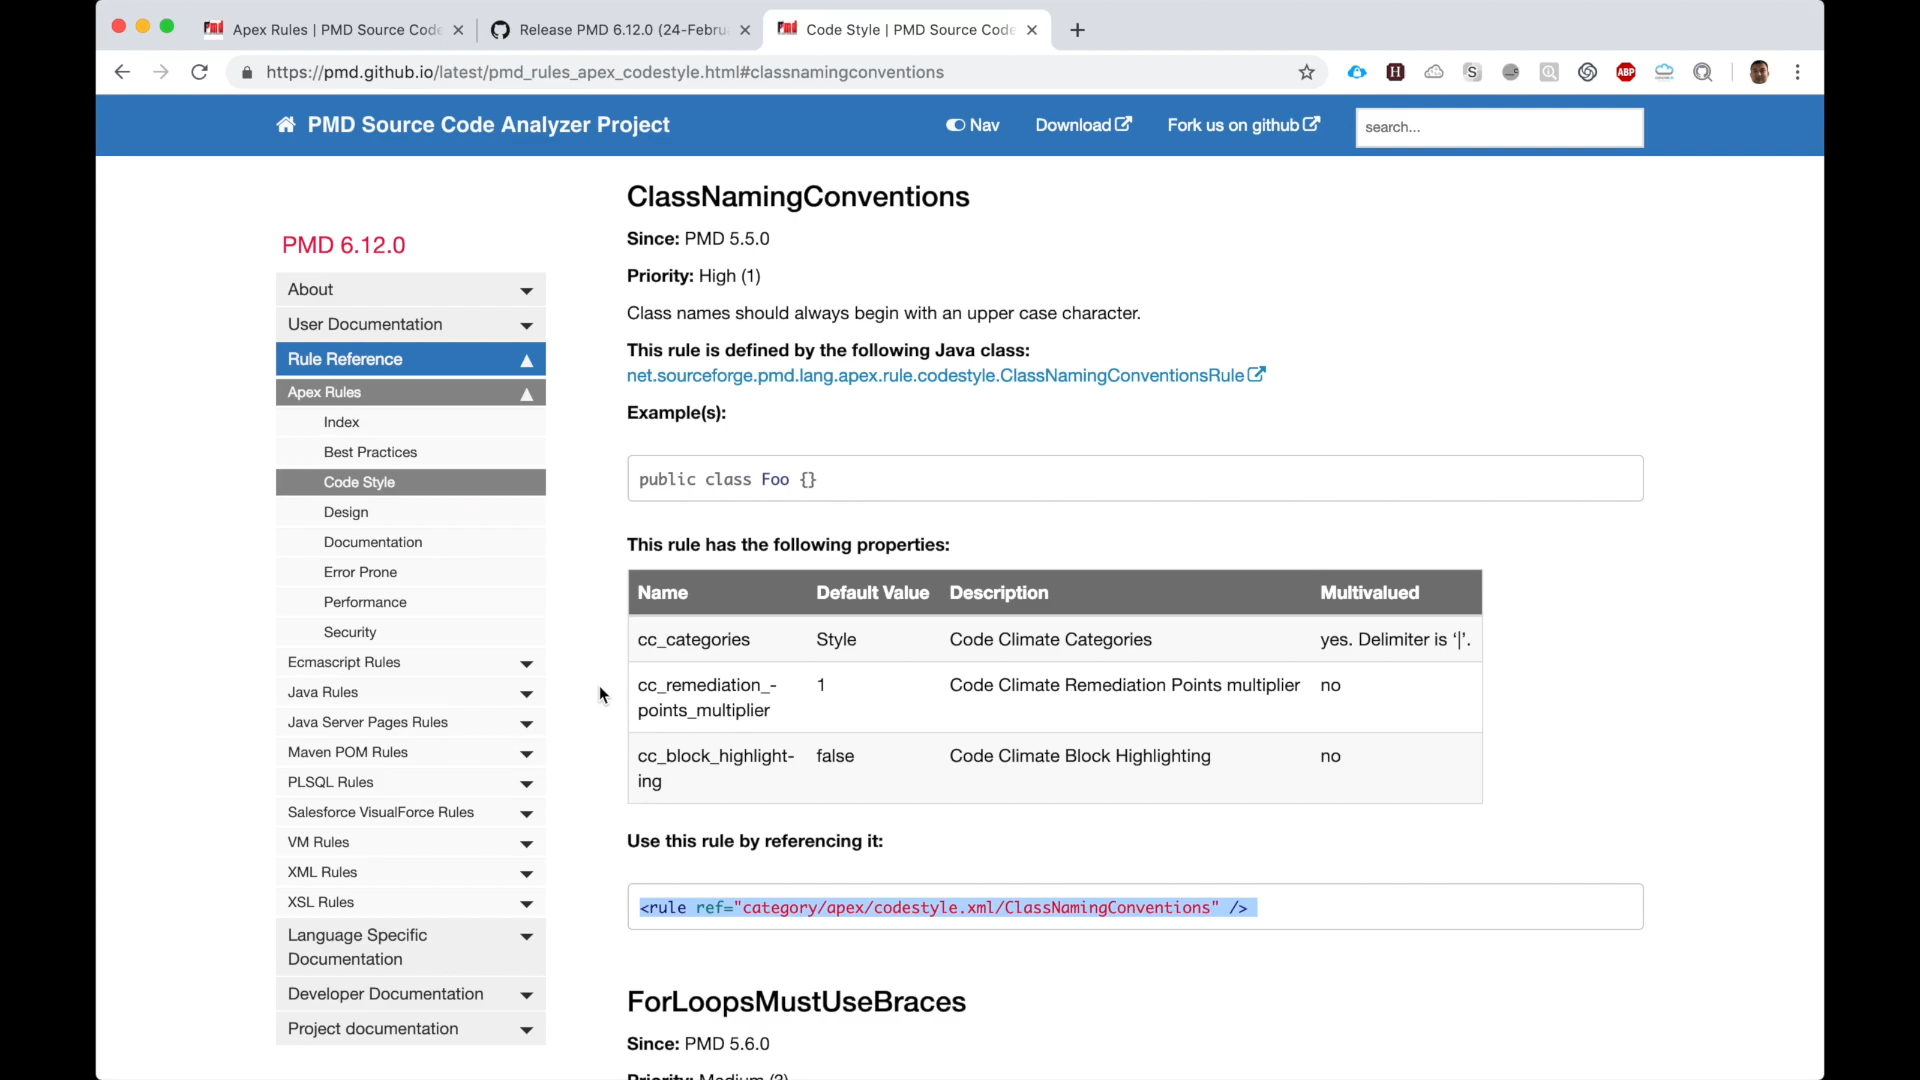 Apex Rules | PMD Source Code
Release PMD 6.12.0 (24-Februa
Code Style | PMD Source Code
https://pmd.github.io/latest/pmd_rules_apex_codestyle.html#classnamingconventions
H
S
ABP
PMD Source Code Analyzer Project
Nav
Download
Fork us on github
search...
PMD 6.12.0
About
User Documentation
Rule Reference
Apex Rules
Index
Best Practices
Code Style
Design
Documentation
Error Prone
Performance
Security
Ecmascript Rules
Java Rules
Java Server Pages Rules
Maven POM Rules
PLSQL Rules
Salesforce VisualForce Rules
VM Rules
XML Rules
XSL Rules
Language Specific
Documentation
Developer Documentation
Project documentation
ClassNamingConventions
Since: PMD 5.5.0
Priority: High (1)
Class names should always begin with an upper case character.
This rule is defined by the following Java class:
net.sourceforge.pmd.lang.apex.rule.codestyle.ClassNamingConventionsRule
Example(s):
public class Foo {}
This rule has the following properties:
Name Default Value Description Multivalued
cc_categories Style Code Climate Categories yes. Delimiter is ‘|’.
cc_remediation_- 1 Code Climate Remediation Points multiplier no
points_multiplier
cc_block_highlight- false Code Climate Block Highlighting no
ing
Use this rule by referencing it:
<rule ref="category/apex/codestyle.xml/ClassNamingConventions" />
ForLoopsMustUseBraces
Since: PMD 5.6.0
Priority: Medium (3)